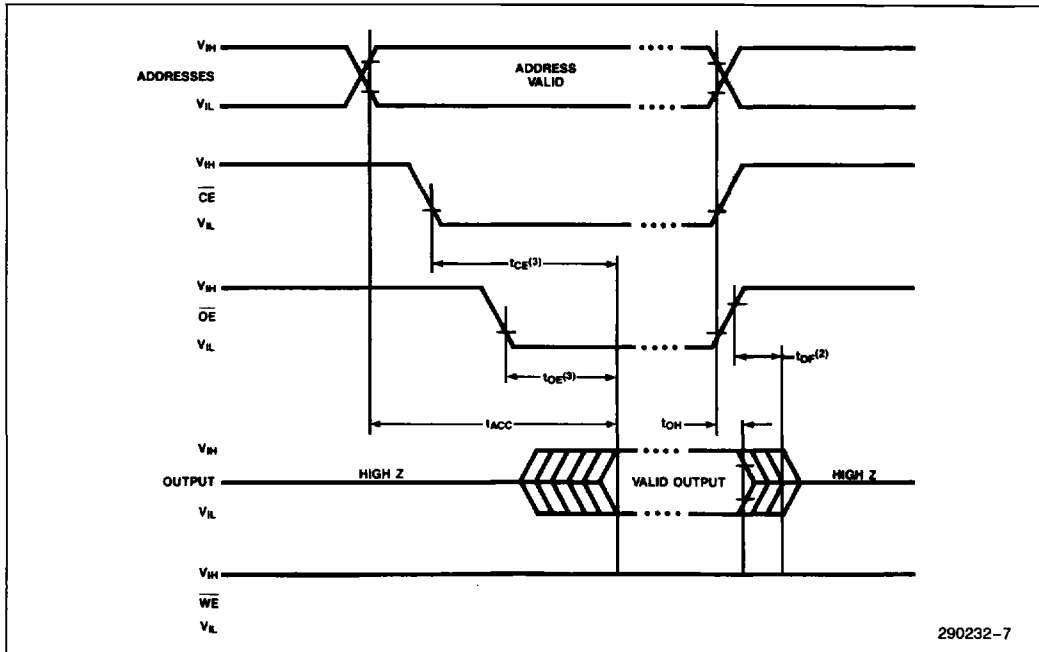 VIH
ADDRESSES
ADDRESS
VALID
VIL
VIH
CE
VIL
tCE(3)
VIH
OE
VIL
tDF(2)
tOE(3)
tACC
tOH
VIH
OUTPUT
HIGH Z
VALID OUTPUT
HIGH Z
VIL
VIH
WE
VIL
290232-7